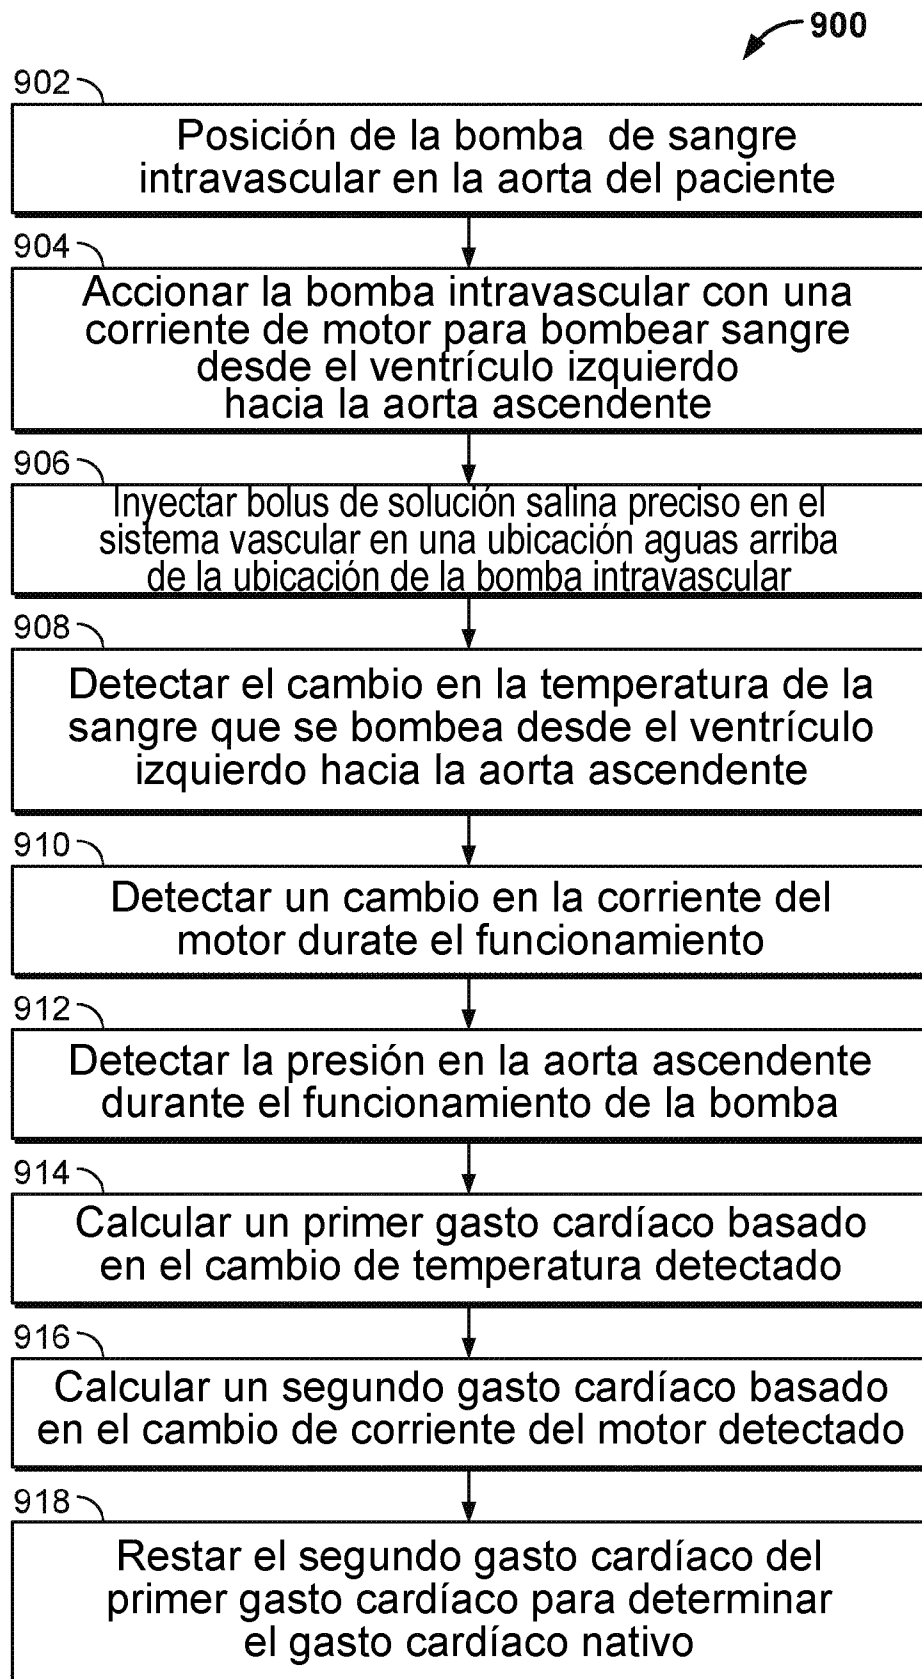 900
902
Posición de la bomba de sangre
intravascular en la aorta del paciente
904
Accionar la bomba intravascular con una
corriente de motor para bombear sangre
desde el ventrículo izquierdo
hacia la aorta ascendente
906
Inyectar bolus de solución salina preciso en el
sistema vascular en una ubicación aguas arriba
de la ubicación de la bomba intravascular
908
Detectar el cambio en la temperatura de la
sangre que se bombea desde el ventrículo
izquierdo hacia la aorta ascendente
910
Detectar un cambio en la corriente del
motor durate el funcionamiento
912
Detectar la presión en la aorta ascendente
durante el funcionamiento de la bomba
914
Calcular un primer gasto cardíaco basado
en el cambio de temperatura detectado
916
Calcular un segundo gasto cardíaco basado
en el cambio de corriente del motor detectado
918
Restar el segundo gasto cardíaco del
primer gasto cardíaco para determinar
el gasto cardíaco nativo